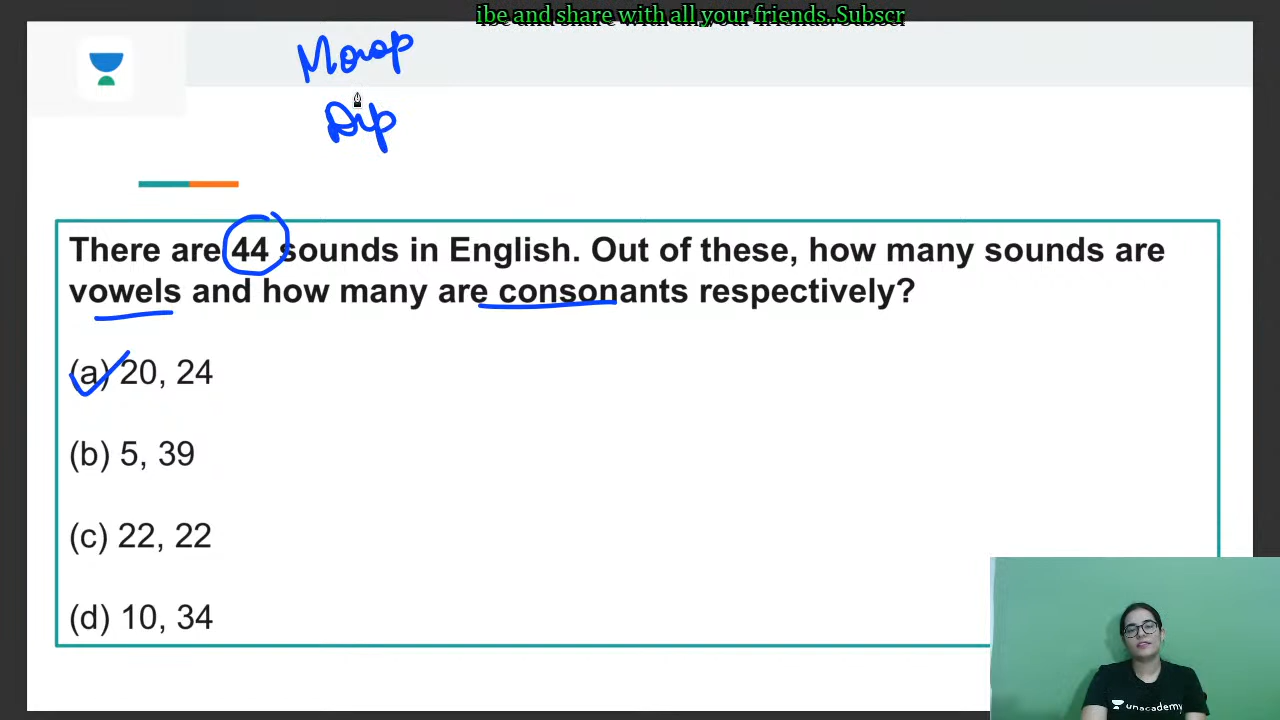 ibe and share with all your friends..Subscr
Dip
There are 44 sounds in English. Out of these, how many sounds are
vowels and how many are consonants respectively?
(a) 20, 24
(b) 5, 39
(c) 22, 22
(d) 10, 34
unacademy